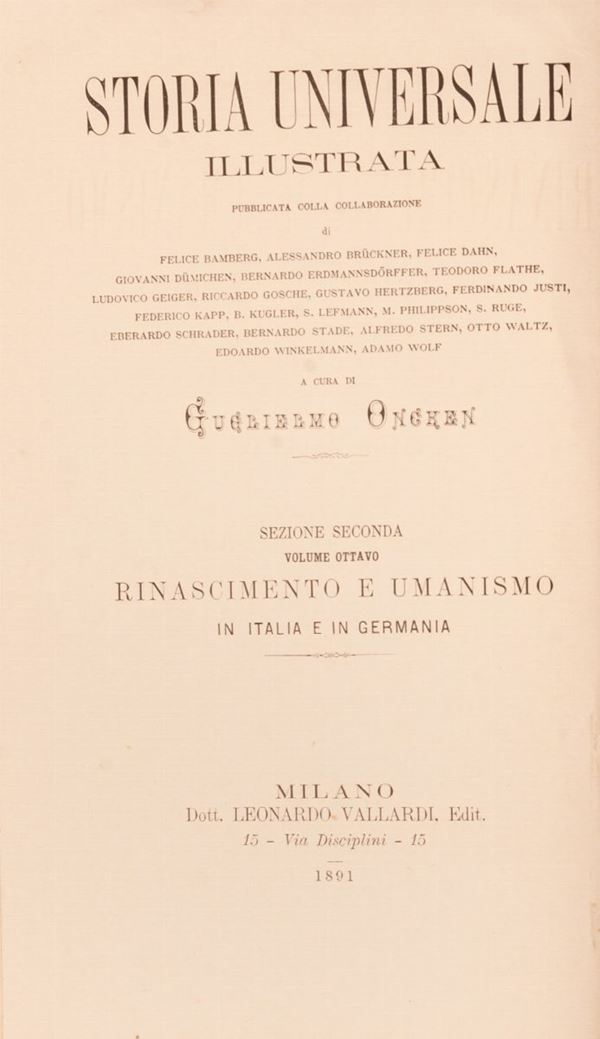 STORIA UNIVERSALE
ILLUSTRATA
PUBBLICATA COLLA COLLABORAZIONE
di
FELICE BAMBERG, ALESSANDRO BRÜCKNER, FELICE DAHN,
GIOVANNI DÜMICHEN, BERNARDO ERDMANNSDÖRFFER, TEODORO FLATHE,
LUDOVICO GEIGER, RICCARDO GOSCHE, GUSTAVO HERTZBERG, FERDINANDO JUSTI,
FEDERICO KAPP, B. KUGLER, S. LEFMANN, M. PHILIPPSON, S. RUGE,
EBERARDO SCHRADER, BERNARDO STADE, ALFREDO STERN, OTTO WALTZ,
EDOARDO WINKELMANN, ADAMO WOLF
A CURA DI
GUGLIELMO ONCKEN
SEZIONE SECONDA
VOLUME OTTAVO
RINASCIMENTO E UMANISMO
IN ITALIA E IN GERMANIA
MILANO
Dott. LEONARDO VALLARDI, Edit.
15 - Via Disciplini - 15
1891